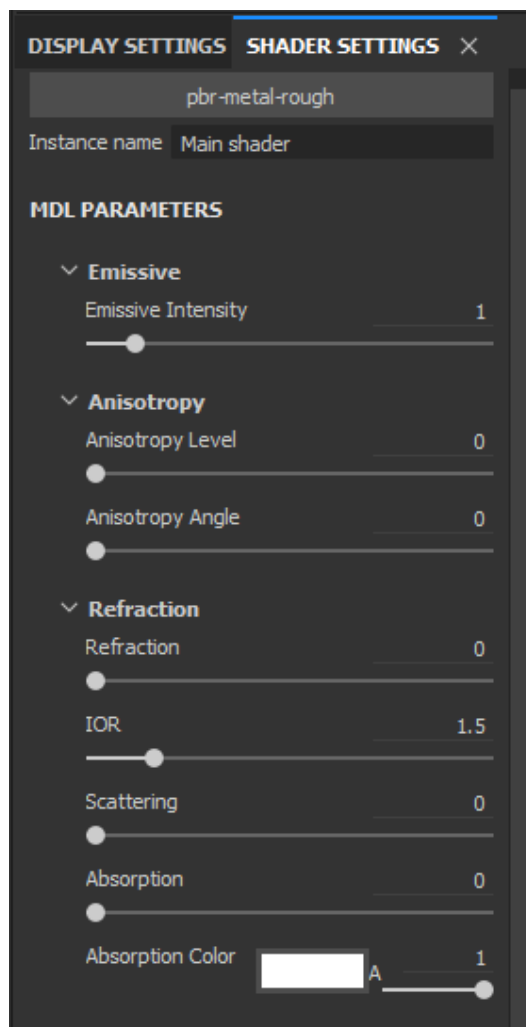 DISPLAY SETTINGS SHADER SETTINGS
pbr-metal-rough
Instance name Main shader
MDL PARAMETERS
Emissive
Emissive Intensity 1
Anisotropy
Anisotropy Level 0
Anisotropy Angle 0
Refraction
Refraction 0
IOR 1.5
Scattering 0
Absorption 0
Absorption Color A 1